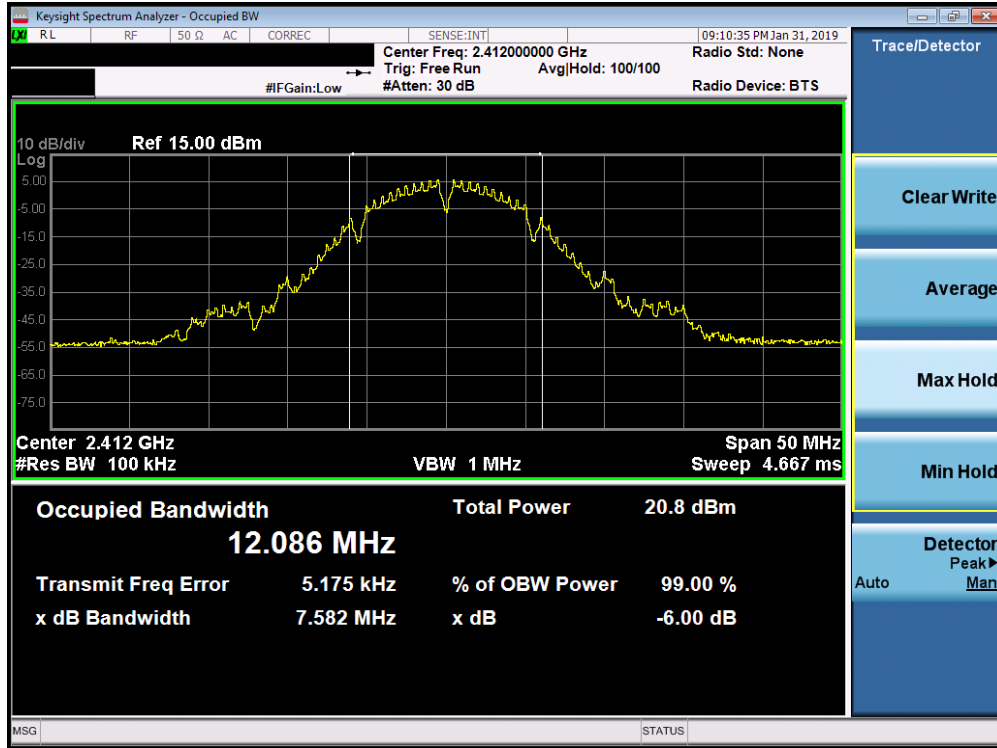 Keysight Spectrum Analyzer - Occupied BW
LXI RL RF 50 Ω AC CORREC SENSE:INT 09:10:35 PM Jan 31, 2019
Center Freq: 2.412000000 GHz Radio Std: None
Trig: Free Run Avg|Hold: 100/100
#IFGain:Low #Atten: 30 dB Radio Device: BTS
10 dB/div Ref 15.00 dBm
Log
5.00
-5.00
-15.0
-25.0
-35.0
-45.0
-55.0
-65.0
-75.0
Center 2.412 GHz Span 50 MHz
#Res BW 100 kHz VBW 1 MHz Sweep 4.667 ms
Occupied Bandwidth Total Power 20.8 dBm
12.086 MHz
Transmit Freq Error 5.175 kHz % of OBW Power 99.00 %
x dB Bandwidth 7.582 MHz x dB -6.00 dB
MSG STATUS
Trace/Detector
Clear Write
Average
Max Hold
Min Hold
Detector
Peak▶
Auto Man